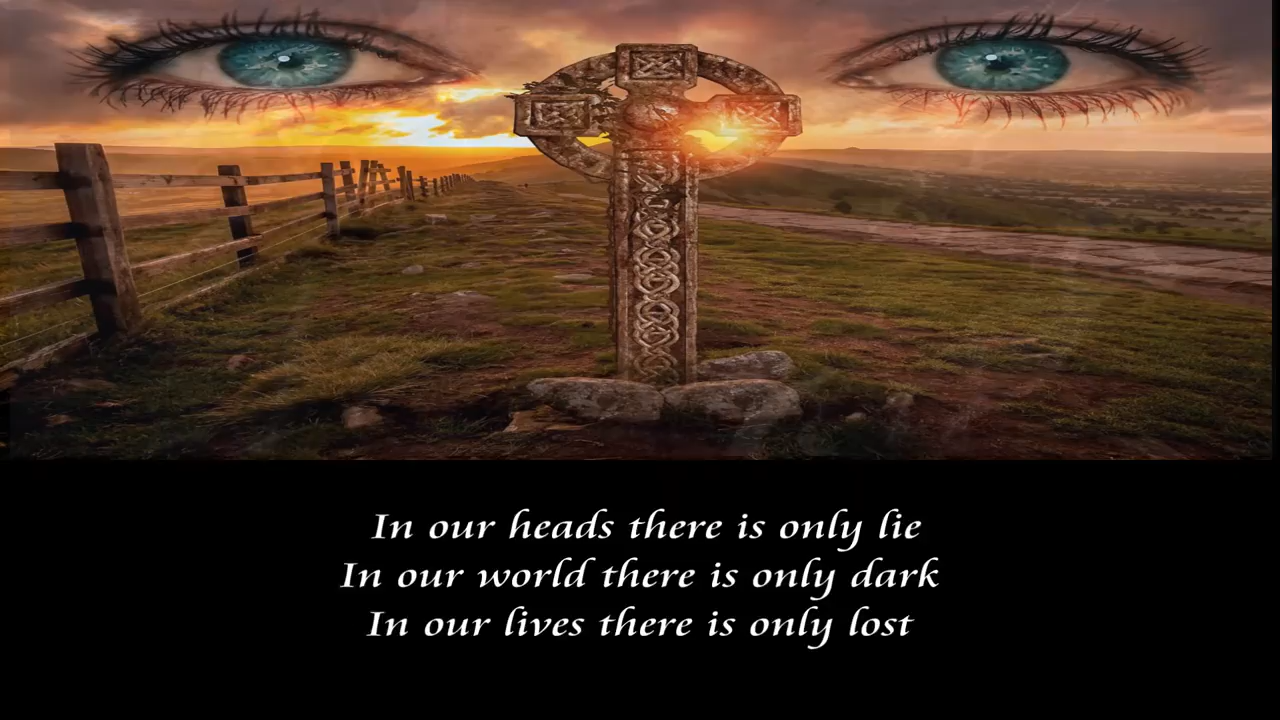 In our heads there is only lie
In our world there is only dark
In our lives there is only lost